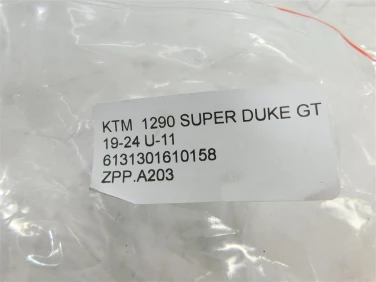 KTM 1290 SUPER DUKE GT
19-24 U-11
6131301610158
ZPP.A203